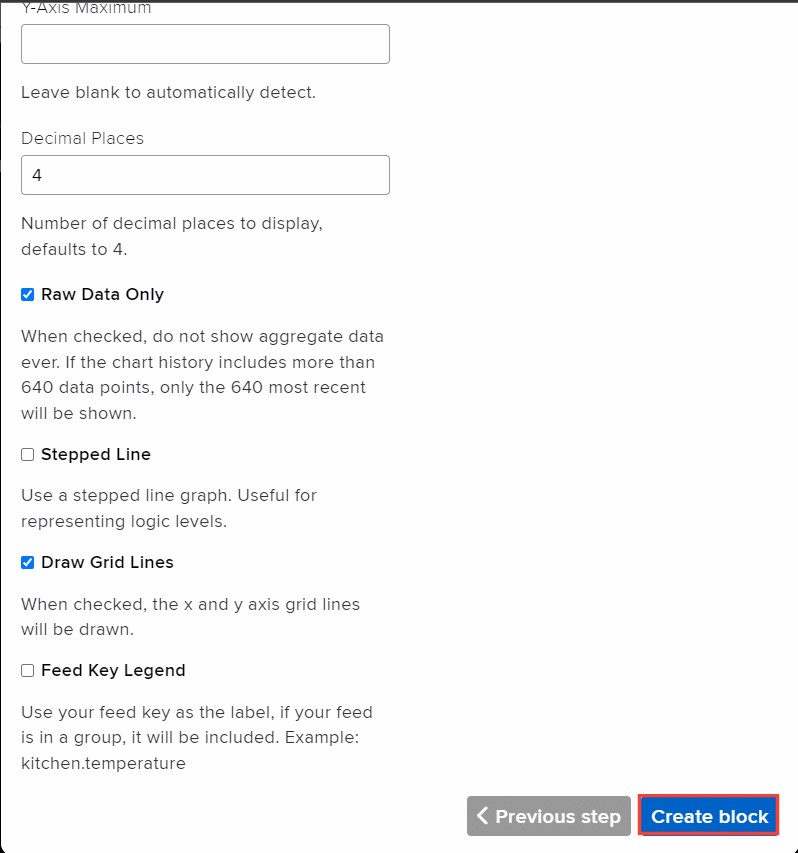 Y-Axis Maximum
Leave blank to automatically detect.
Decimal Places
4
Number of decimal places to display,
defaults to 4.
Raw Data Only
When checked, do not show aggregate data
ever. If the chart history includes more than
640 data points, only the 640 most recent
will be shown.
Stepped Line
Use a stepped line graph. Useful for
representing logic levels.
Draw Grid Lines
When checked, the x and y axis grid lines
will be drawn.
Feed Key Legend
Use your feed key as the label, if your feed
is in a group, it will be included. Example:
kitchen.temperature
Previous step
Create block